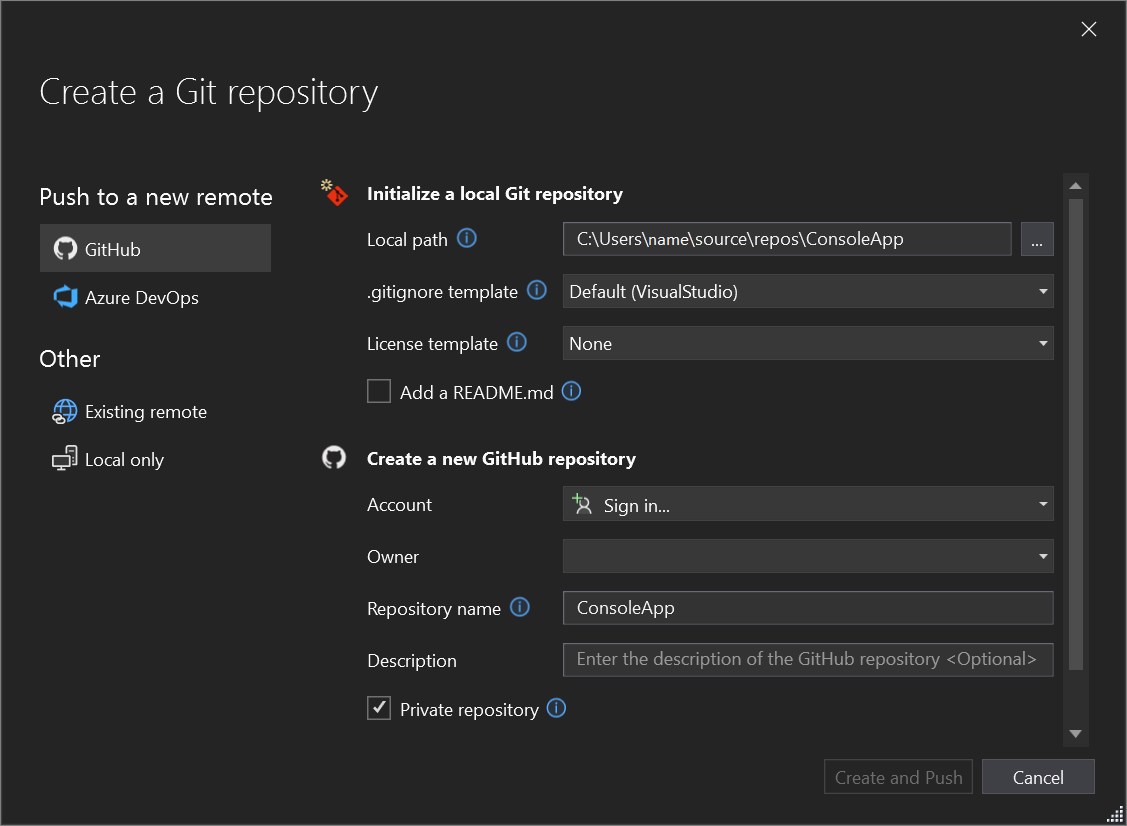 Create a Git repository
Push to a new remote
GitHub
Azure DevOps
Other
Existing remote
Local only
Initialize a local Git repository
Local path
C:\Users\name\source\repos\ConsoleApp
...
.gitignore template
Default (VisualStudio)
License template
None
Add a README.md
Create a new GitHub repository
Account
Sign in...
Owner
Repository name
ConsoleApp
Description
Enter the description of the GitHub repository <Optional>
Private repository
Create and Push
Cancel